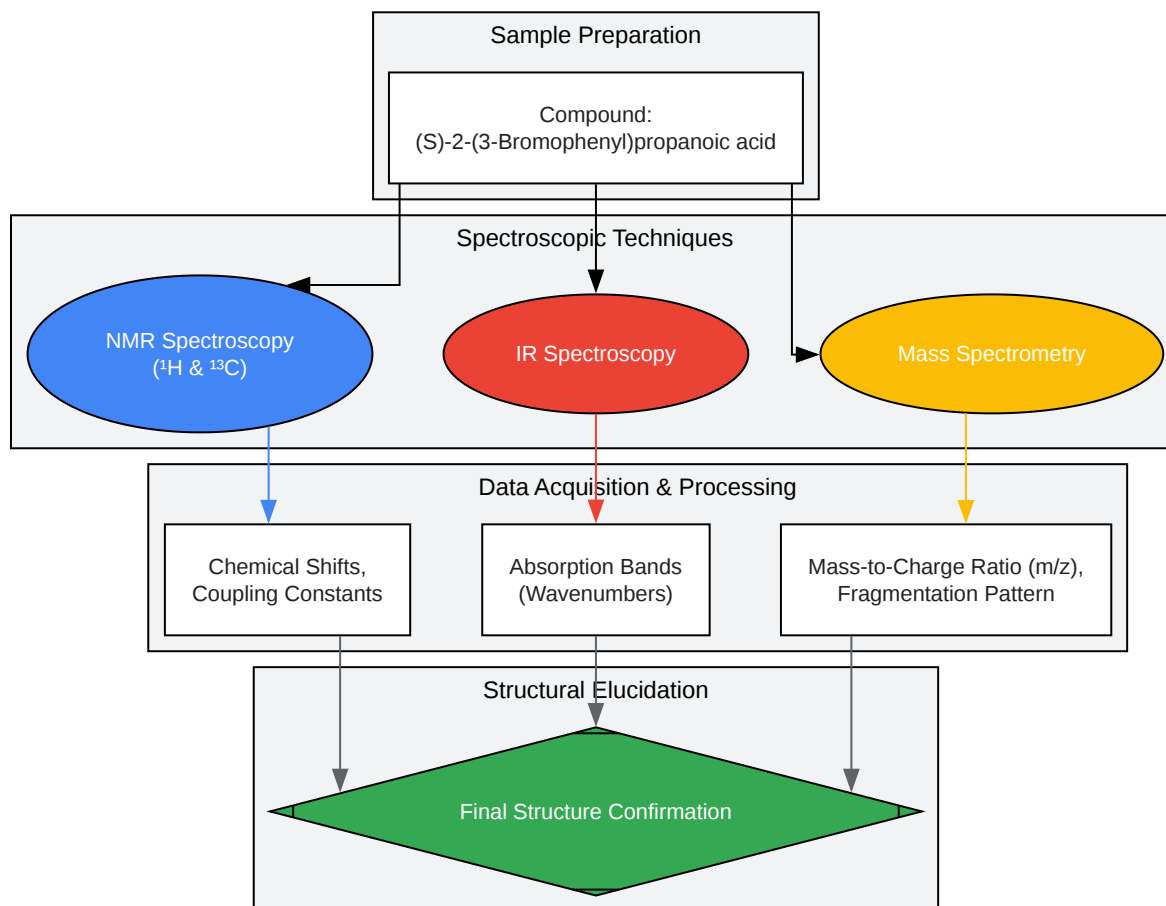 Sample Preparation
Compound:
(S)-2-(3-Bromophenyl)propanoic acid
Spectroscopic Techniques
NMR Spectroscopy
(¹H & ¹³C)
IR Spectroscopy
Mass Spectrometry
Data Acquisition & Processing
Chemical Shifts,
Coupling Constants
Absorption Bands
(Wavenumbers)
Mass-to-Charge Ratio (m/z),
Fragmentation Pattern
Structural Elucidation
Final Structure Confirmation